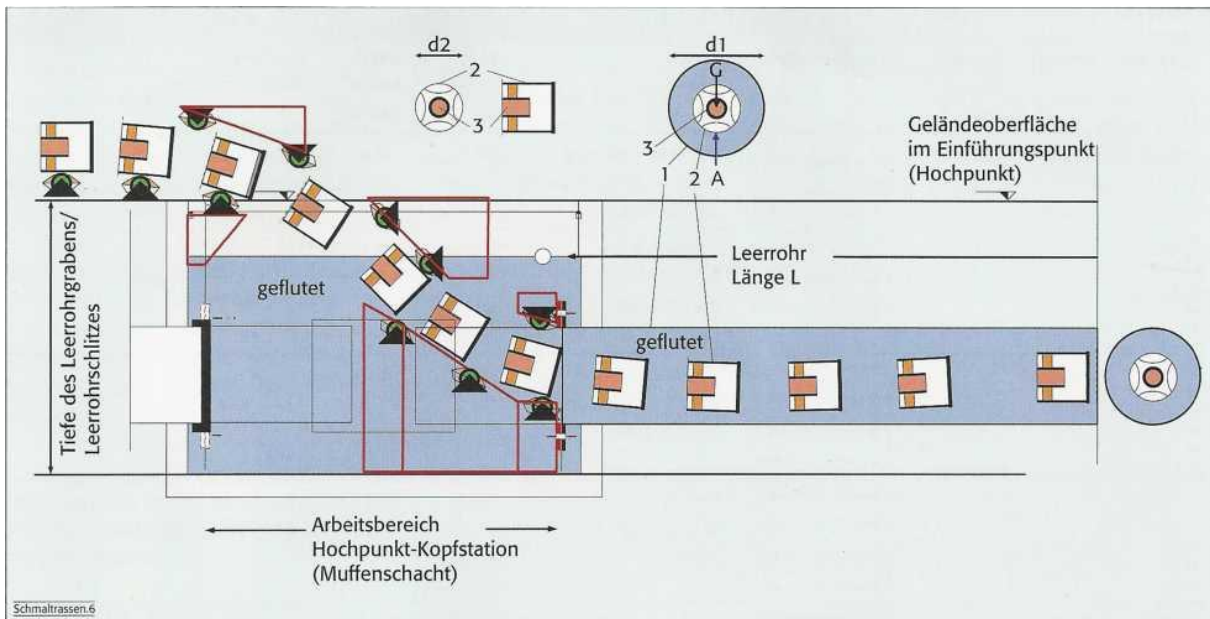 d2
2
3
d1
G
3
1
2
A
Geländeoberfläche
im Einführungspunkt
(Hochpunkt)
Leerrohr
Länge L
geflutet
geflutet
Tiefe des Leerrohrgrabens/
Leerrohrschlitzes
Arbeitsbereich
Hochpunkt-Kopfstation
(Muffenschacht)
Schmaltrassen.6